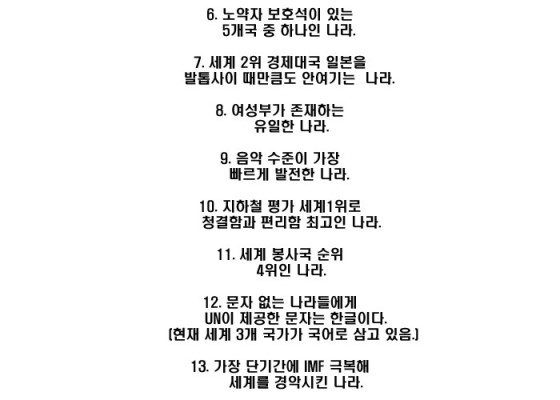 6. 노약자 보호석이 있는
5개국 중 하나인 나라.
7. 세계 2위 경제대국 일본을
발톱사이 때만큼도 안여기는 나라.
8. 여성부가 존재하는
유일한 나라.
9. 음악 수준이 가장
빠르게 발전한 나라.
10. 지하철 평가 세계1위로
청결함과 편리함 최고인 나라.
11. 세계 봉사국 순위
4위인 나라.
12. 문자 없는 나라들에게
UN이 제공한 문자는 한글이다.
(현재 세계 3개 국가가 국어로 삼고 있음.)
13. 가장 단기간에 IMF 극복해
세계를 경악시킨 나라.